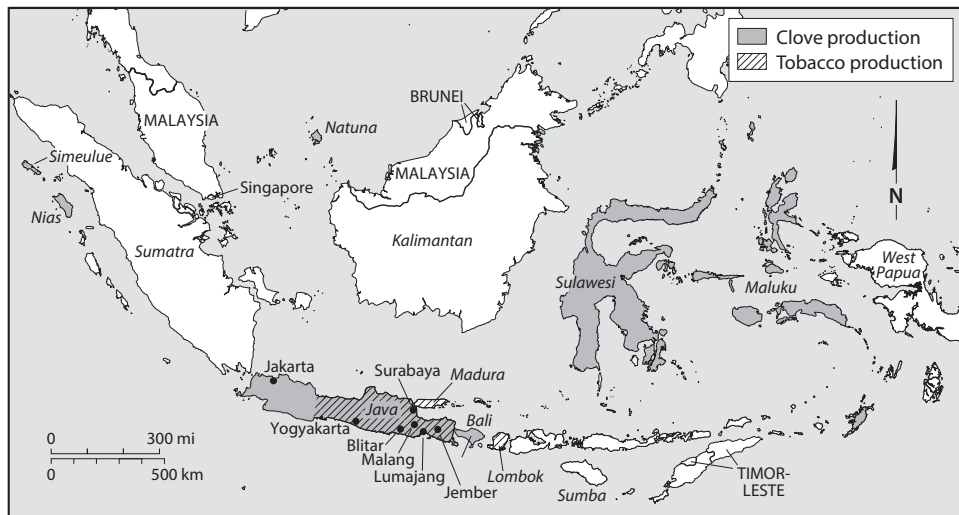 Clove production
Tobacco production
MALAYSIA
BRUNEI
Natuna
Simeulue
MALAYSIA
Singapore
N
Nias
Kalimantan
Sumatra
West
Papua
Sulawesi
Maluku
Jakarta
Surabaya
Madura
Java
Bali
Yogyakarta
Blitar
Malang
Lumajang
Jember
Lombok
Sumba
TIMOR-
LESTE
0 300 mi
0 500 km